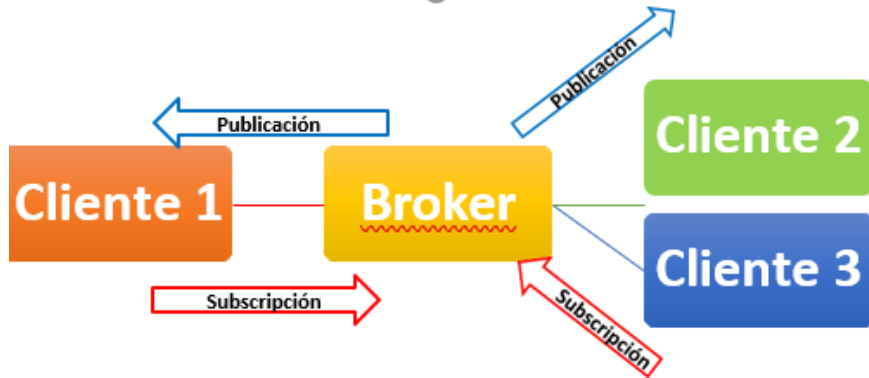 Publicación
Publicación
Cliente 2
Cliente 1
Broker
Cliente 3
Subscripción
Subscripción